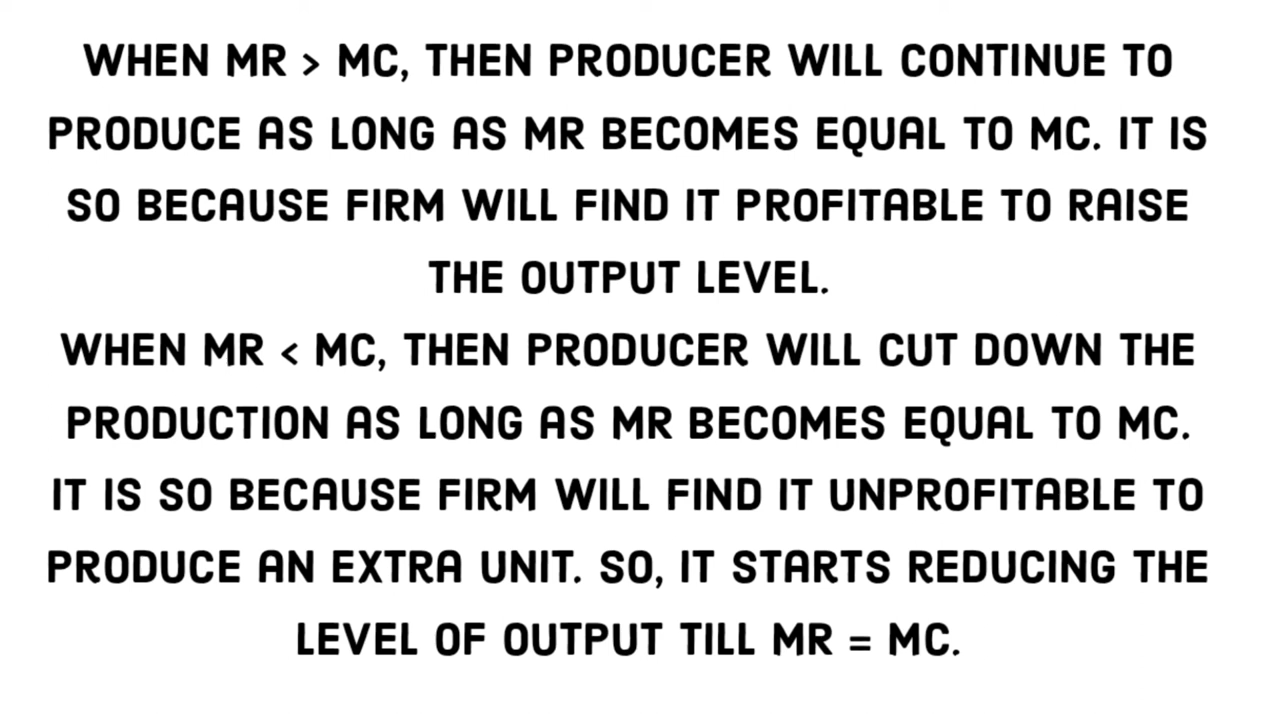 WHEN MR > MC, THEN PRODUCER WILL CONTINUE TO
PRODUCE AS LONG AS MR BECOMES EQUAL TO MC. IT IS
SO BECAUSE FIRM WILL FIND IT PROFITABLE TO RAISE
THE OUTPUT LEVEL.
WHEN MR < MC, THEN PRODUCER WILL CUT DOWN THE
PRODUCTION AS LONG AS MR BECOMES EQUAL TO MC.
IT IS SO BECAUSE FIRM WILL FIND IT UNPROFITABLE TO
PRODUCE AN EXTRA UNIT. SO, IT STARTS REDUCING THE
LEVEL OF OUTPUT TILL MR = MC.